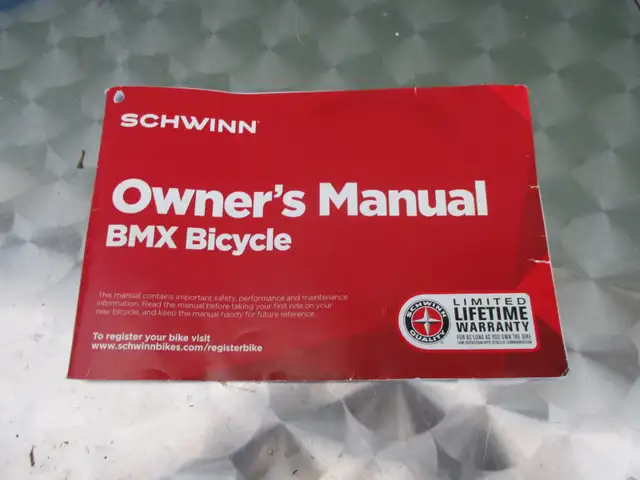 SCHWINN
Owner's Manual
BMX Bicycle
This manual contains important safety, performance and maintenance
information. Read the manual before taking your first ride on your
new bicycle, and keep the manual handy for future reference.
To register your bike visit
www.schwinnbikes.com/registerbike
SCHWINN
QUALITY
LIMITED
LIFETIME
WARRANTY
FOR AS LONG AS YOU OWN THE BIKE